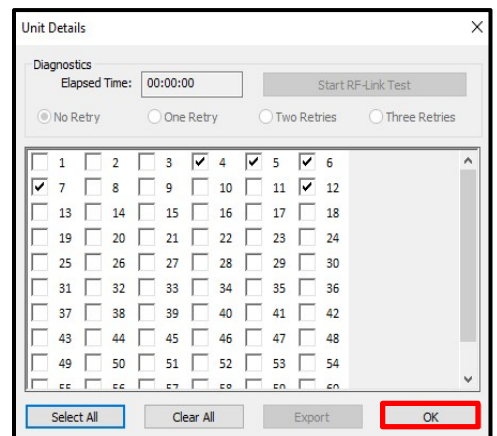 Unit Details
Diagnostics
Elapsed Time: 00:00:00 Start RF-Link Test
No Retry One Retry Two Retries Three Retries
1 2 3 4 5 6
7 8 9 10 11 12
13 14 15 16 17 18
19 20 21 22 23 24
25 26 27 28 29 30
31 32 33 34 35 36
37 38 39 40 41 42
43 44 45 46 47 48
49 50 51 52 53 54
Select All Clear All Export OK